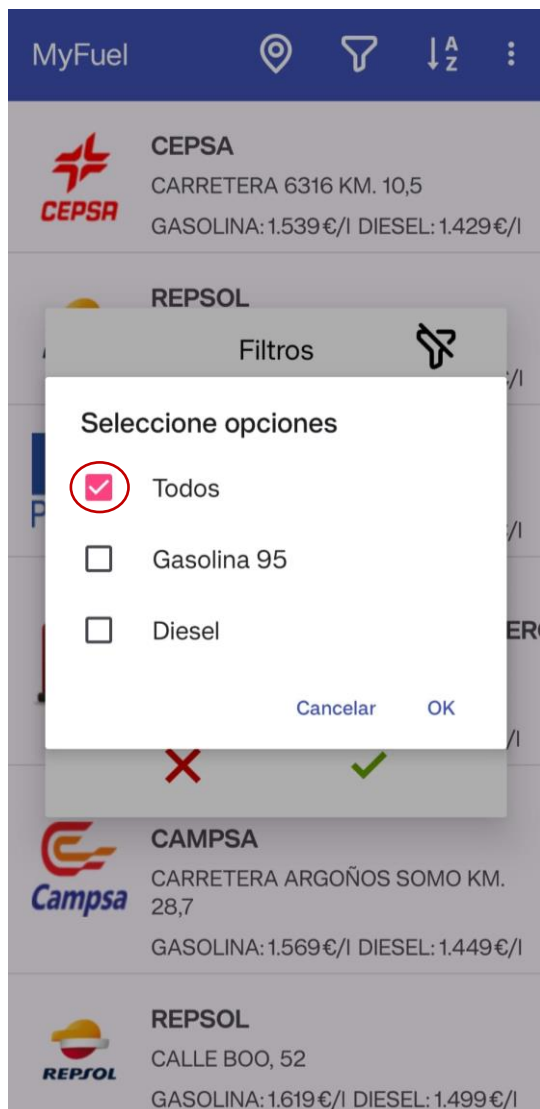 MyFuel
A
Z
CEPSA
CARRETERA 6316 KM. 10,5
CEPSA
GASOLINA: 1.539€/l DIESEL: 1.429€/l
REPSOL
Filtros
/l
Seleccione opciones
Todos
P
/l
Gasolina 95
Diesel
ER
Cancelar OK
/l
CAMPSA
CARRETERA ARGOÑOS SOMO KM.
Campsa
28,7
GASOLINA: 1.569€/l DIESEL: 1.449€/l
REPSOL
CALLE BOO, 52
REPSOL
GASOLINA: 1.619€/l DIESEL: 1.499€/l